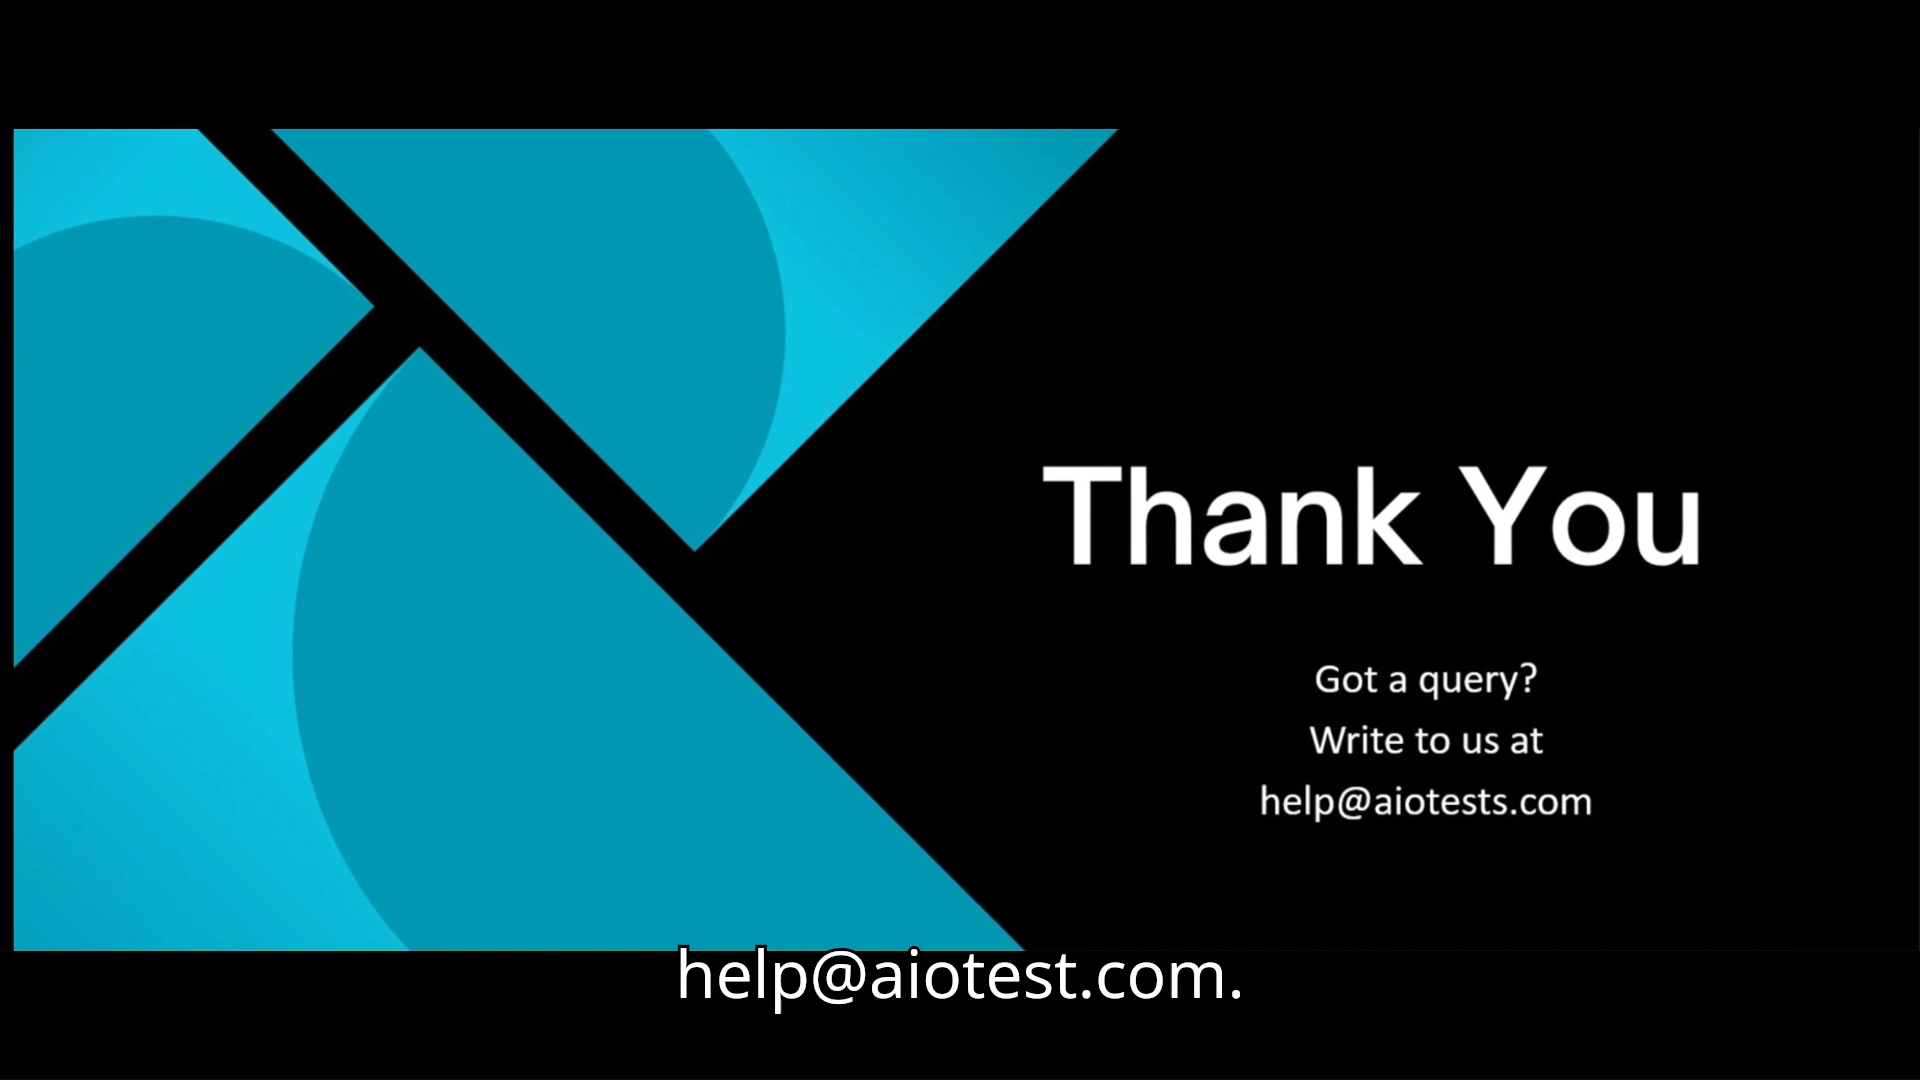 Thank You
Got a query?
Write to us at
help@aiotests.com
help@aiotest.com.